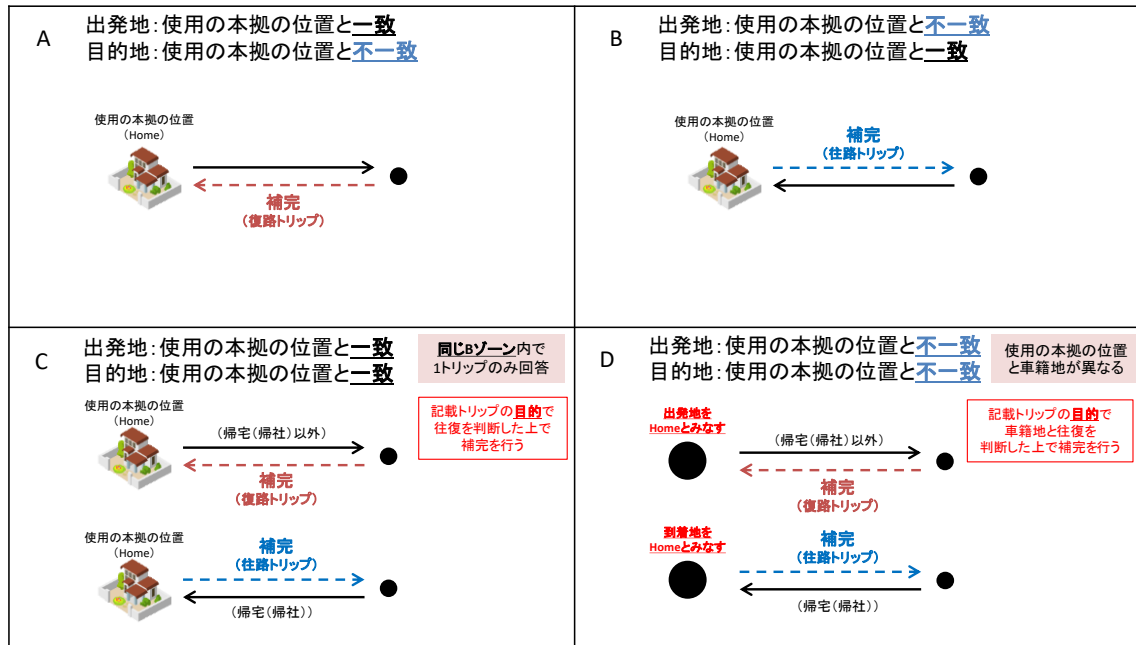 A
出発地:使用の本拠の位置と一致
目的地:使用の本拠の位置と不一致
使用の本拠の位置
(Home)
補完
(復路トリップ)
B
出発地:使用の本拠の位置と不一致
目的地:使用の本拠の位置と一致
使用の本拠の位置
(Home)
補完
(往路トリップ)
C
出発地:使用の本拠の位置と一致
目的地:使用の本拠の位置と一致
同じBゾーン内で
1トリップのみ回答
使用の本拠の位置
(Home)
(帰宅(帰社)以外)
補完
(復路トリップ)
記載トリップの目的で
往復を判断した上で
補完を行う
使用の本拠の位置
(Home)
補完
(往路トリップ)
(帰宅(帰社))
D
出発地:使用の本拠の位置と不一致
目的地:使用の本拠の位置と不一致
使用の本拠の位置
と車籍地が異なる
出発地を
Homeとみなす
(帰宅(帰社)以外)
補完
(復路トリップ)
記載トリップの目的で
車籍地と往復を
判断した上で補完を行う
到着地を
Homeとみなす
補完
(往路トリップ)
(帰宅(帰社))